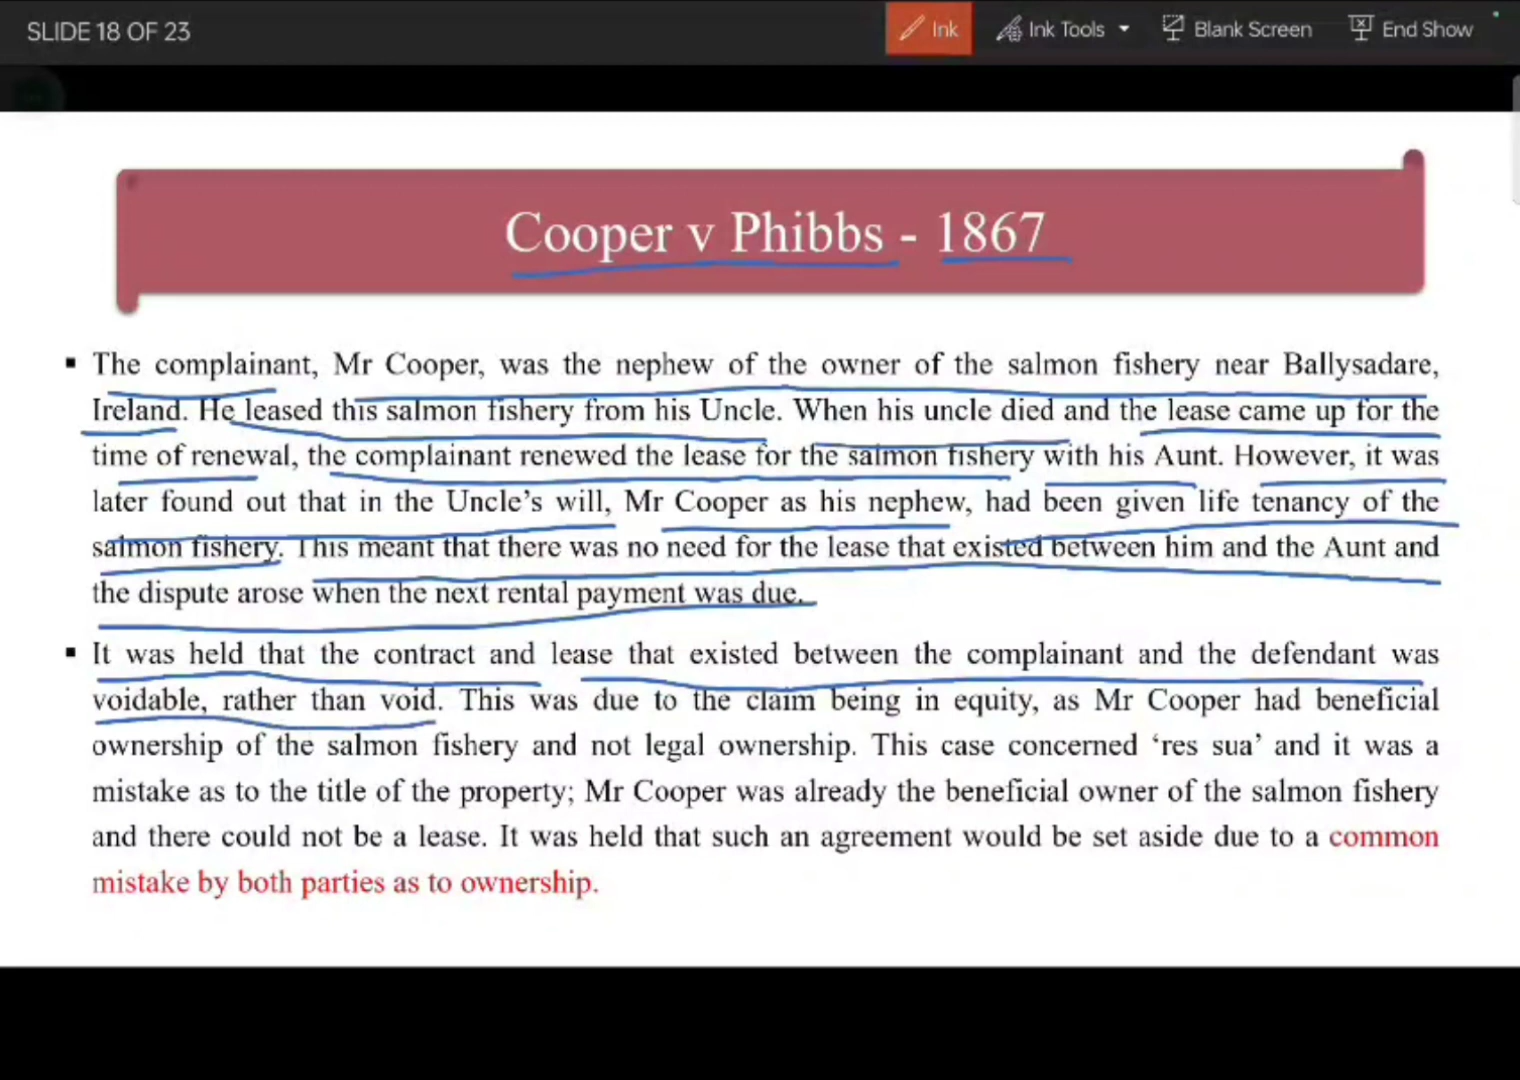 SLIDE 18 OF 23
Ink
Ink Tools
Blank Screen
End Show
Cooper v Phibbs - 1867
▪ The complainant, Mr Cooper, was the nephew of the owner of the salmon fishery near Ballysadare,
Ireland. He leased this salmon fishery from his Uncle. When his uncle died and the lease came up for the
time of renewal, the complainant renewed the lease for the salmon fishery with his Aunt. However, it was
later found out that in the Uncle’s will, Mr Cooper as his nephew, had been given life tenancy of the
salmon fishery. This meant that there was no need for the lease that existed between him and the Aunt and
the dispute arose when the next rental payment was due.
▪ It was held that the contract and lease that existed between the complainant and the defendant was
voidable, rather than void. This was due to the claim being in equity, as Mr Cooper had beneficial
ownership of the salmon fishery and not legal ownership. This case concerned ‘res sua’ and it was a
mistake as to the title of the property; Mr Cooper was already the beneficial owner of the salmon fishery
and there could not be a lease. It was held that such an agreement would be set aside due to a common
mistake by both parties as to ownership.